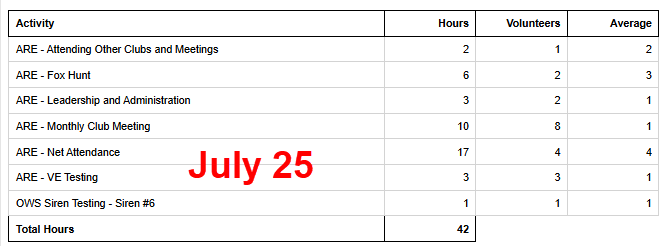 Activity Hours Volunteers Average
ARE - Attending Other Clubs and Meetings 2 1 2
ARE - Fox Hunt 6 2 3
ARE - Leadership and Administration 3 2 1
ARE - Monthly Club Meeting 10 8 1
ARE - Net Attendance 17 4 4
July 25
ARE - VE Testing 3 3 1
OWS Siren Testing - Siren #6 1 1 1
Total Hours 42